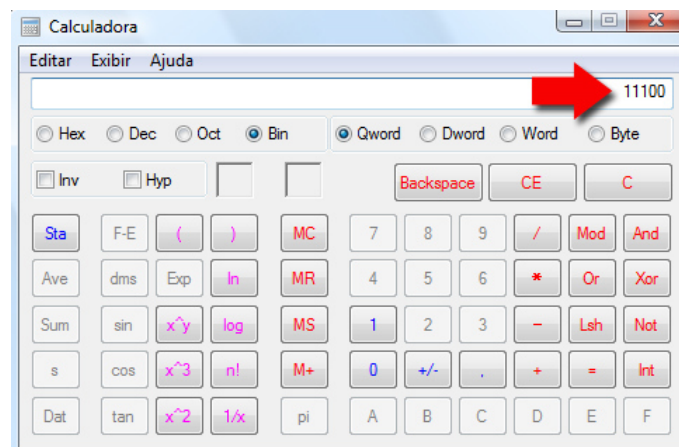 Calculadora
Editar Exibir Ajuda
11100
Hex Dec Oct Bin Qword Dword Word Byte
Inv Hyp Backspace CE C
Sta F-E ( ) MC 7 8 9 / Mod And
Ave dms Exp ln MR 4 5 6 * Or Xor
Sum sin x^y log MS 1 2 3 - Lsh Not
s cos x^3 n! M+ 0 +/- , + = Int
Dat tan x^2 1/x pi A B C D E F